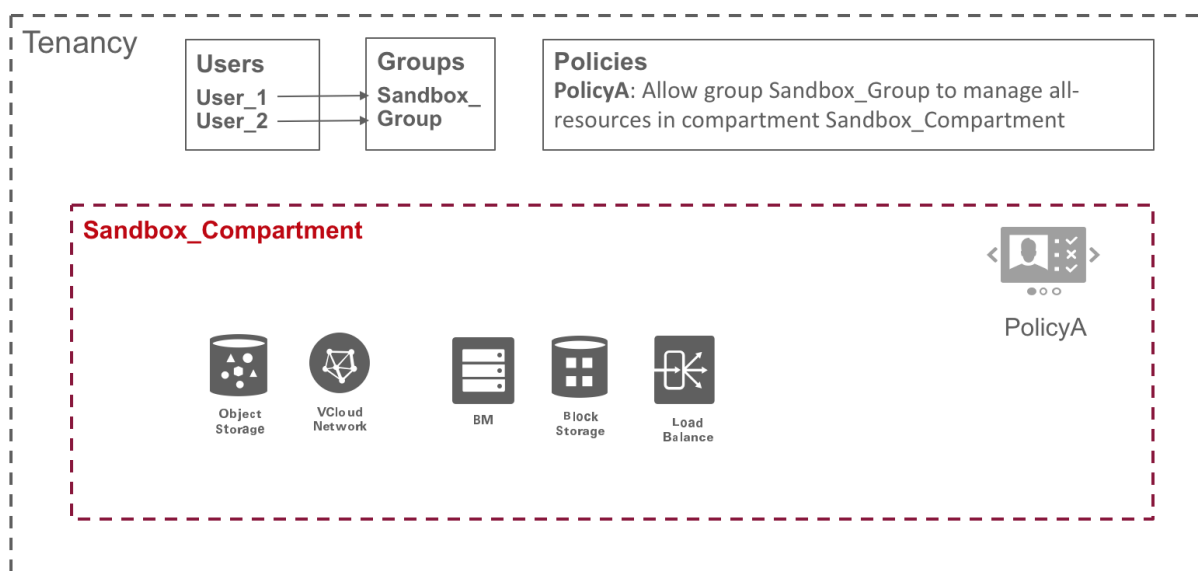 Tenancy
Users
User_1
User_2
Groups
Sandbox_
Group
Policies
PolicyA: Allow group Sandbox_Group to manage all-
resources in compartment Sandbox_Compartment
Sandbox_Compartment
PolicyA
Object
Storage
VCloud
Network
BM
Block
Storage
Load
Balance